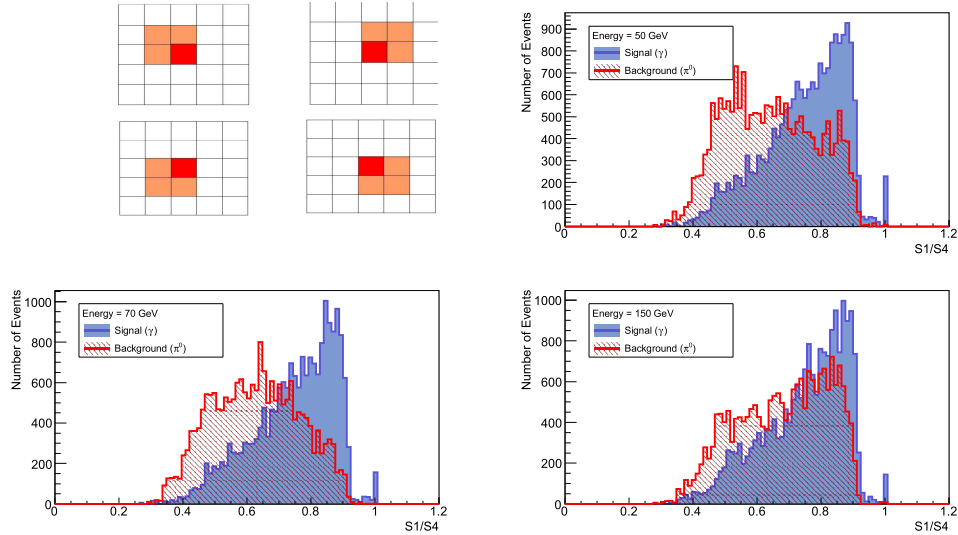 Number of Events
900
800
700
600
500
400
300
200
100
0
Energy = 50 GeV
Signal (γ)
Background (π⁰)
0 0.2 0.4 0.6 0.8 1 1.2
S1/S4
Number of Events
1000
800
600
400
200
0
Energy = 70 GeV
Signal (γ)
Background (π⁰)
0 0.2 0.4 0.6 0.8 1 1.2
S1/S4
Number of Events
1000
800
600
400
200
0
Energy = 150 GeV
Signal (γ)
Background (π⁰)
0 0.2 0.4 0.6 0.8 1 1.2
S1/S4